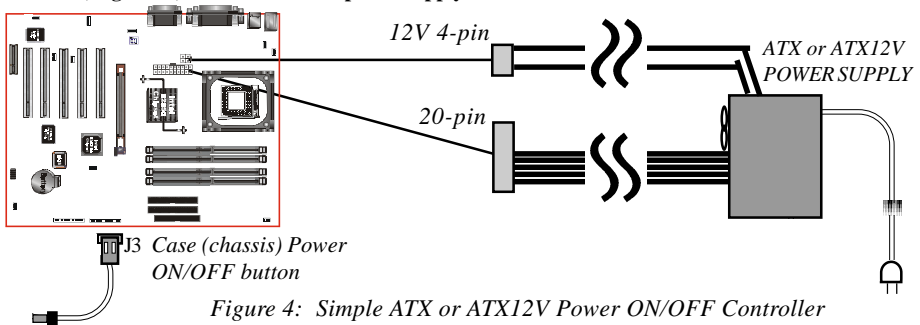 12V 4-pin
ATX or ATX12V
POWER SUPPLY
20-pin
Battery
J3 Case (chassis) Power
ON/OFF button
Figure 4: Simple ATX or ATX12V Power ON/OFF Controller